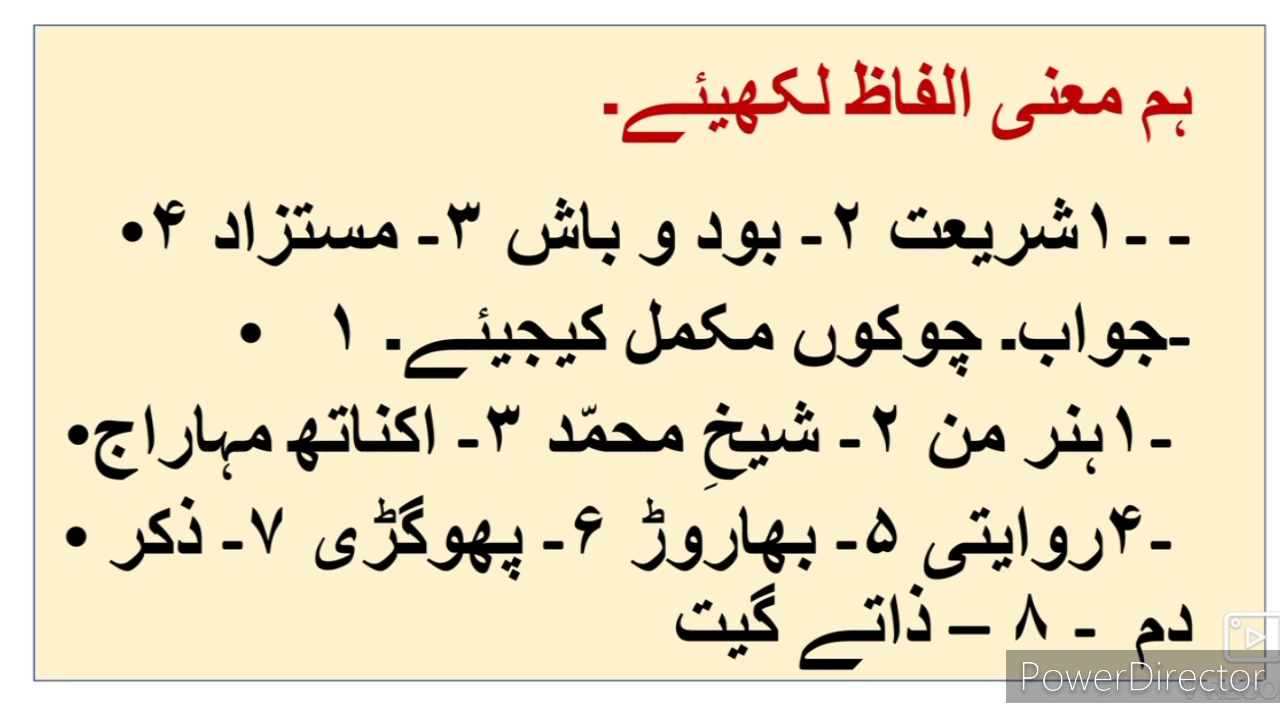 ہم معنی الفاظ لکھیئے۔
۔ ۔۱شریعت ۲۔ بود و باش ۳۔ مستزاد ۴•
-جواب۔ چوکوں مکمل کیجیئے۔ ۱ •
۔۱ہنر من ۲۔ شیخِ محمّد ۳۔ اکناتھ مہاراج•
۔۴روایتی ۵۔ بھاروڑ ۶۔ پھوگڑی ۷۔ ذکر •
دم ۔ ۸ – ذاتے گیت
PowerDirector